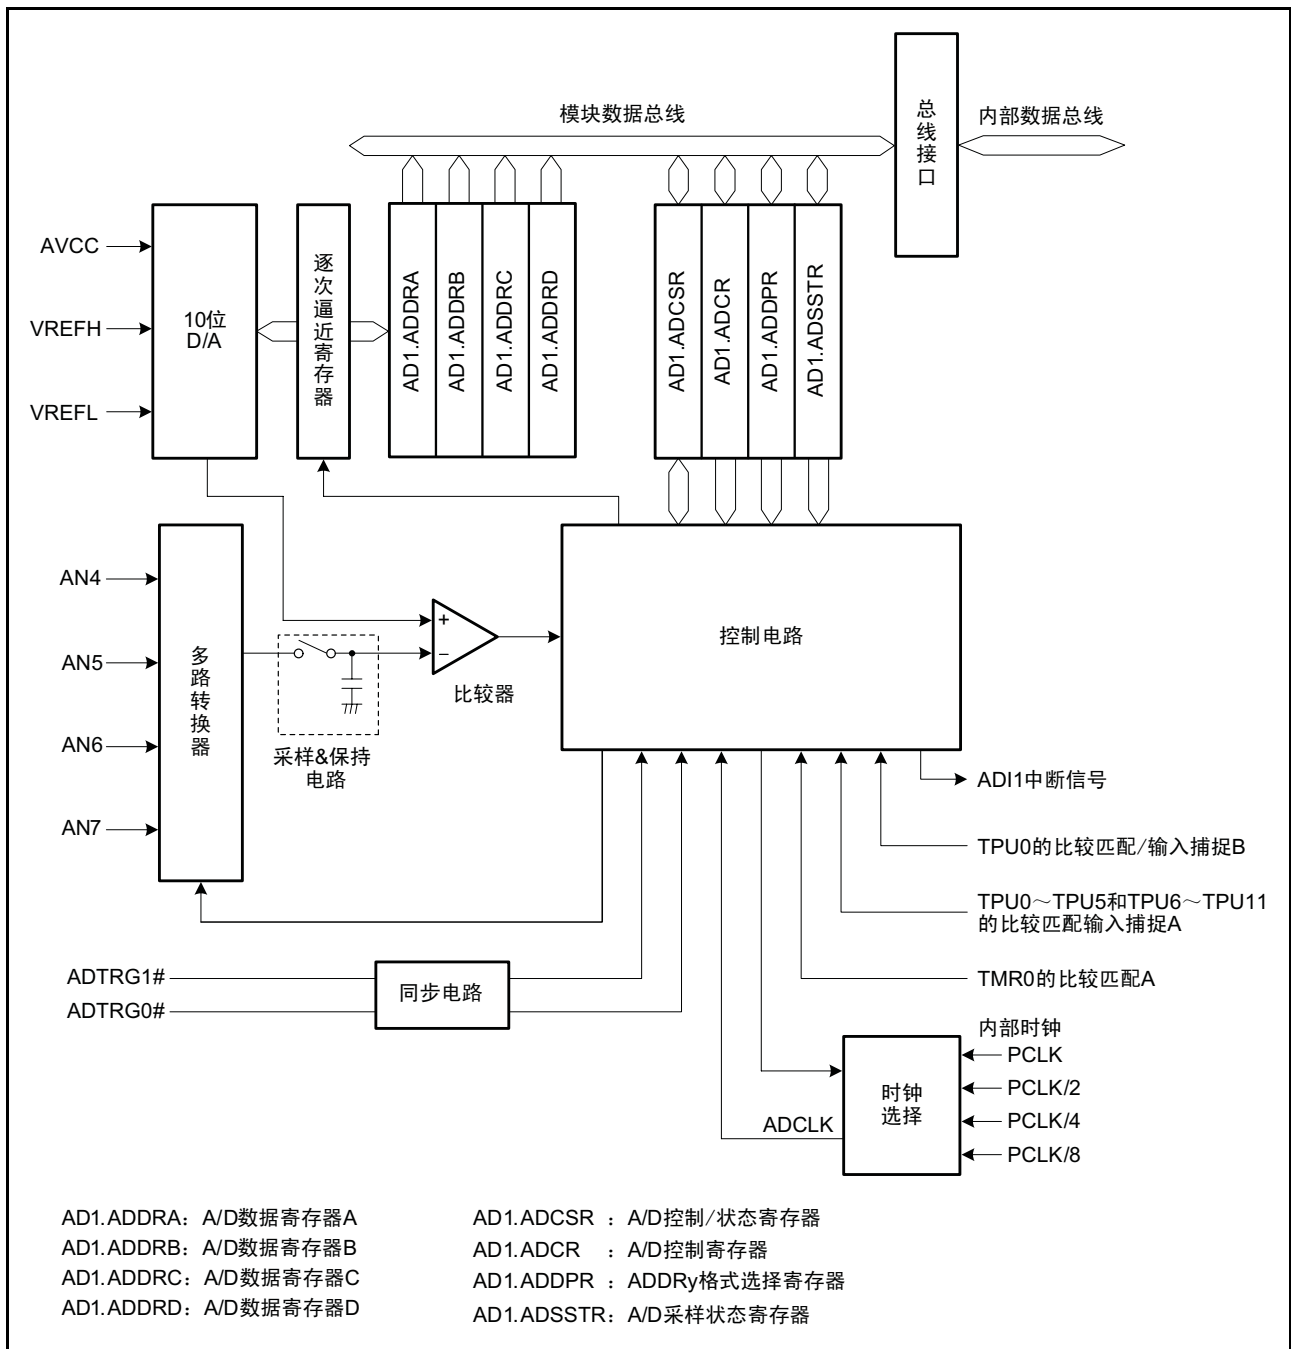 模块数据总线
总线接口
内部数据总线
AVCC
VREFH
VREFL
10位
D/A
逐次逼近寄存器
AD1.ADDRA
AD1.ADDRB
AD1.ADDRC
AD1.ADDRD
AD1.ADCSR
AD1.ADCR
AD1.ADDPR
AD1.ADSSTR
AN4
AN5
AN6
AN7
多路转换器
采样&保持
电路
+
−
比较器
控制电路
ADI1中断信号
TPU0的比较匹配/输入捕捉B
TPU0～TPU5和TPU6～TPU11
的比较匹配输入捕捉A
TMR0的比较匹配A
ADTRG1#
ADTRG0#
同步电路
内部时钟
PCLK
PCLK/2
PCLK/4
PCLK/8
时钟
选择
ADCLK
AD1.ADDRA：A/D数据寄存器A
AD1.ADDRB：A/D数据寄存器B
AD1.ADDRC：A/D数据寄存器C
AD1.ADDRD：A/D数据寄存器D
AD1.ADCSR ：A/D控制/状态寄存器
AD1.ADCR ：A/D控制寄存器
AD1.ADDPR ：ADDRy格式选择寄存器
AD1.ADSSTR：A/D采样状态寄存器